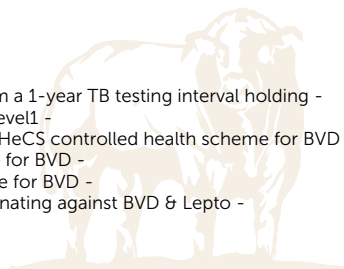 a 1-year TB testing interval holding -
evel1 -
HeCS controlled health scheme for BVD
for BVD -
e for BVD -
nating against BVD & Lepto -